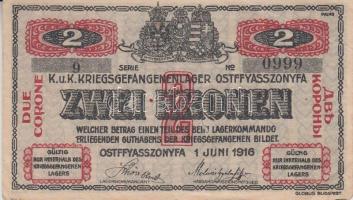 2
2
9
SERIE
No
0999
K.u.K. KRIEGSGEFANGENENLAGER OSTFFYASSZONYFA
ZWEI KRONEN
DUE CORONE
ДВѢ КОРОНЫ
WELCHER BETRAG EINEN TEIL DES BEIM LAGERKOMMANDO
ERLIEGENDEN GUTHABENS DER KRIEGSGEFANGENEN BILDET.
OSTFFYASSZONYFA 1 JUNI 1916
GÜLTIG
NUR INNERHALB DES
KRIEGSGEFANGENEN
LAGERS
GÜLTIG
NUR INNERHALB DES
KRIEGSGEFANGENEN
LAGERS
GLOBUS BUDAPEST